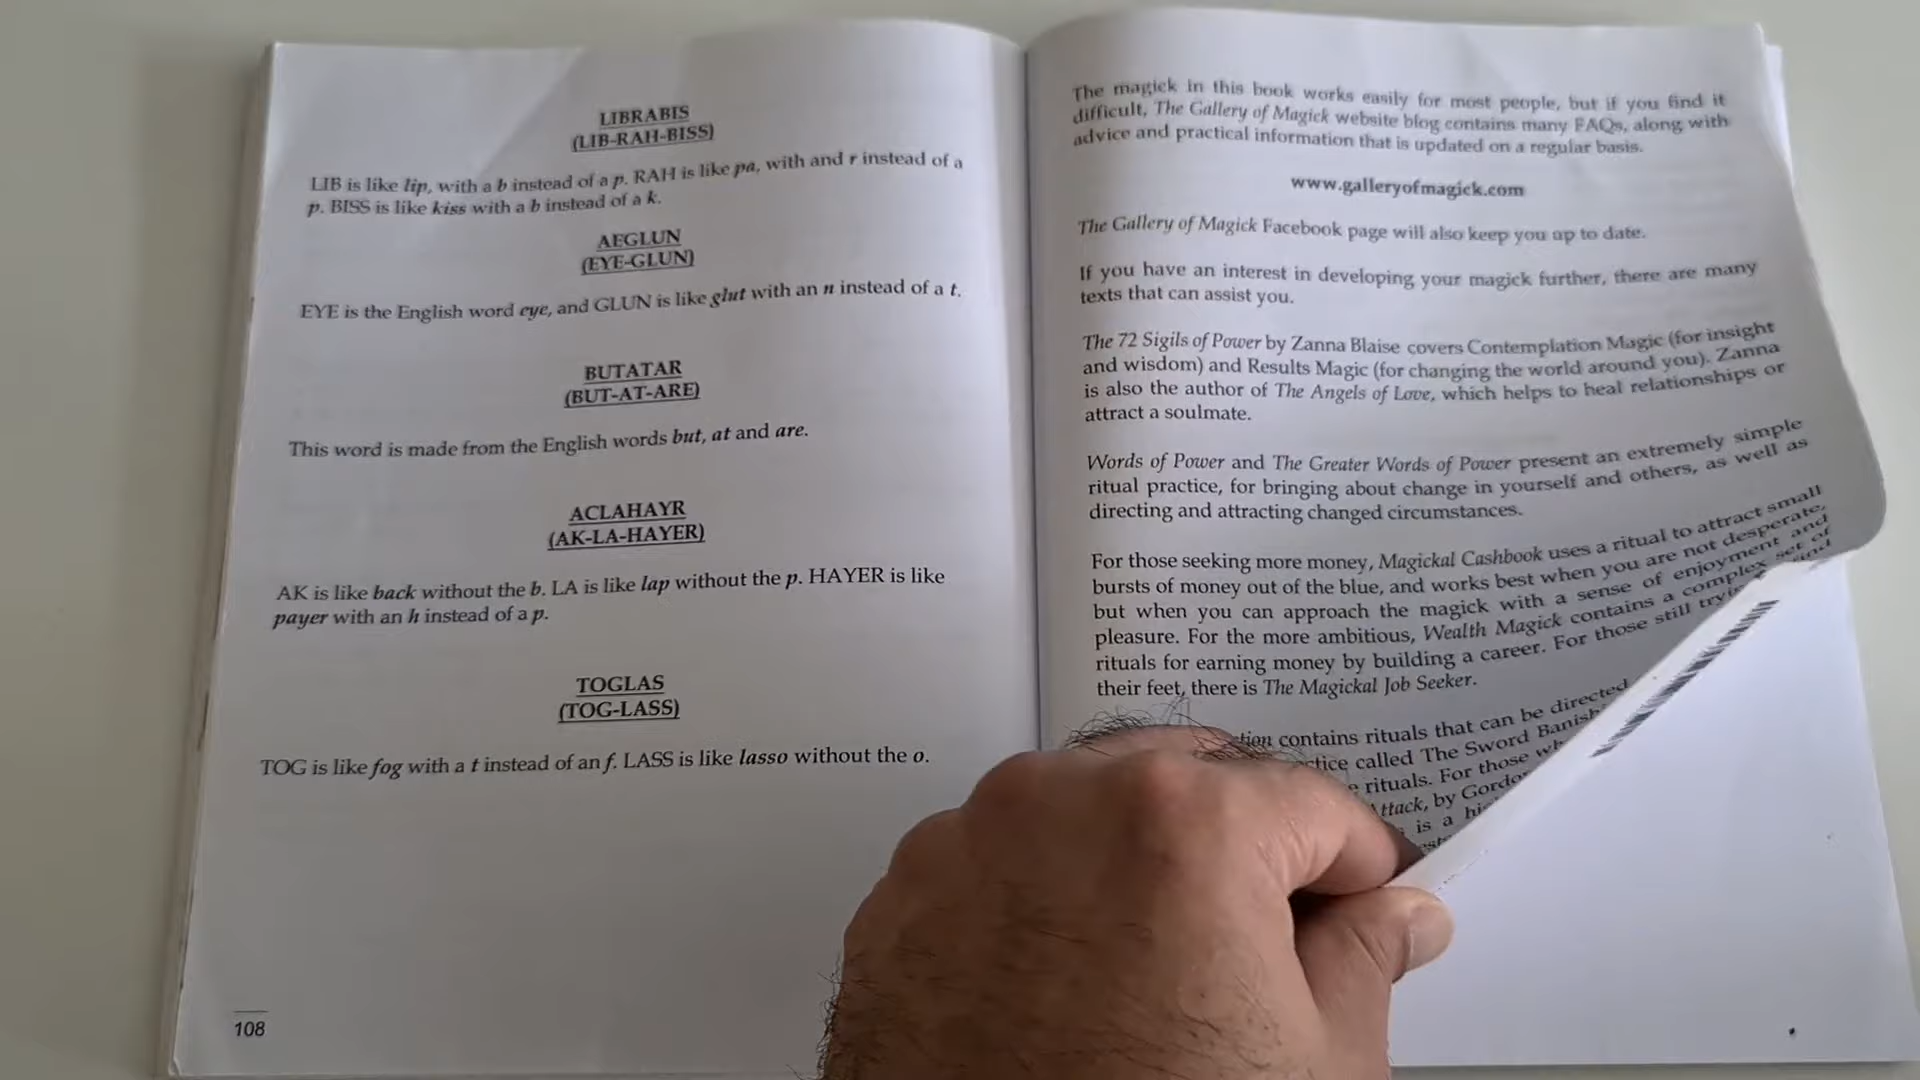 LIBRABIS
(LIB-RAH-BISS)
LIB is like lip, with a b instead of a p. RAH is like pa, with and r instead of a
p. BISS is like kiss with a b instead of a k.
AEGLUN
(EYE-GLUN)
EYE is the English word eye, and GLUN is like glut with an n instead of a t.
BUTATAR
(BUT-AT-ARE)
This word is made from the English words but, at and are.
ACLAHAYR
(AK-LA-HAYER)
AK is like back without the b. LA is like lap without the p. HAYER is like
payer with an h instead of a p.
TOGLAS
(TOG-LASS)
TOG is like fog with a t instead of an f. LASS is like lasso without the o.
108
The magick in this book works easily for most people, but if you find it
difficult, The Gallery of Magick website blog contains many FAQs, along with
advice and practical information that is updated on a regular basis.
www.galleryofmagick.com
The Gallery of Magick Facebook page will also keep you up to date.
If you have an interest in developing your magick further, there are many
texts that can assist you.
The 72 Sigils of Power by Zanna Blaise covers Contemplation Magic (for insight
and wisdom) and Results Magic (for changing the world around you). Zanna
is also the author of The Angels of Love, which helps to heal relationships or
attract a soulmate.
Words of Power and The Greater Words of Power present an extremely simple
ritual practice, for bringing about change in yourself and others, as well as
directing and attracting changed circumstances.
For those seeking more money, Magickal Cashbook uses a ritual to attract small
bursts of money out of the blue, and works best when you are not desperate,
but when you can approach the magick with a sense of enjoyment and
pleasure. For the more ambitious, Wealth Magick contains a complex set of
rituals for earning money by building a career. For those still
their feet, there is The Magickal Job Seeker.
contains rituals that can be directed
called The Sword
rituals. For those
Attack, by
is a